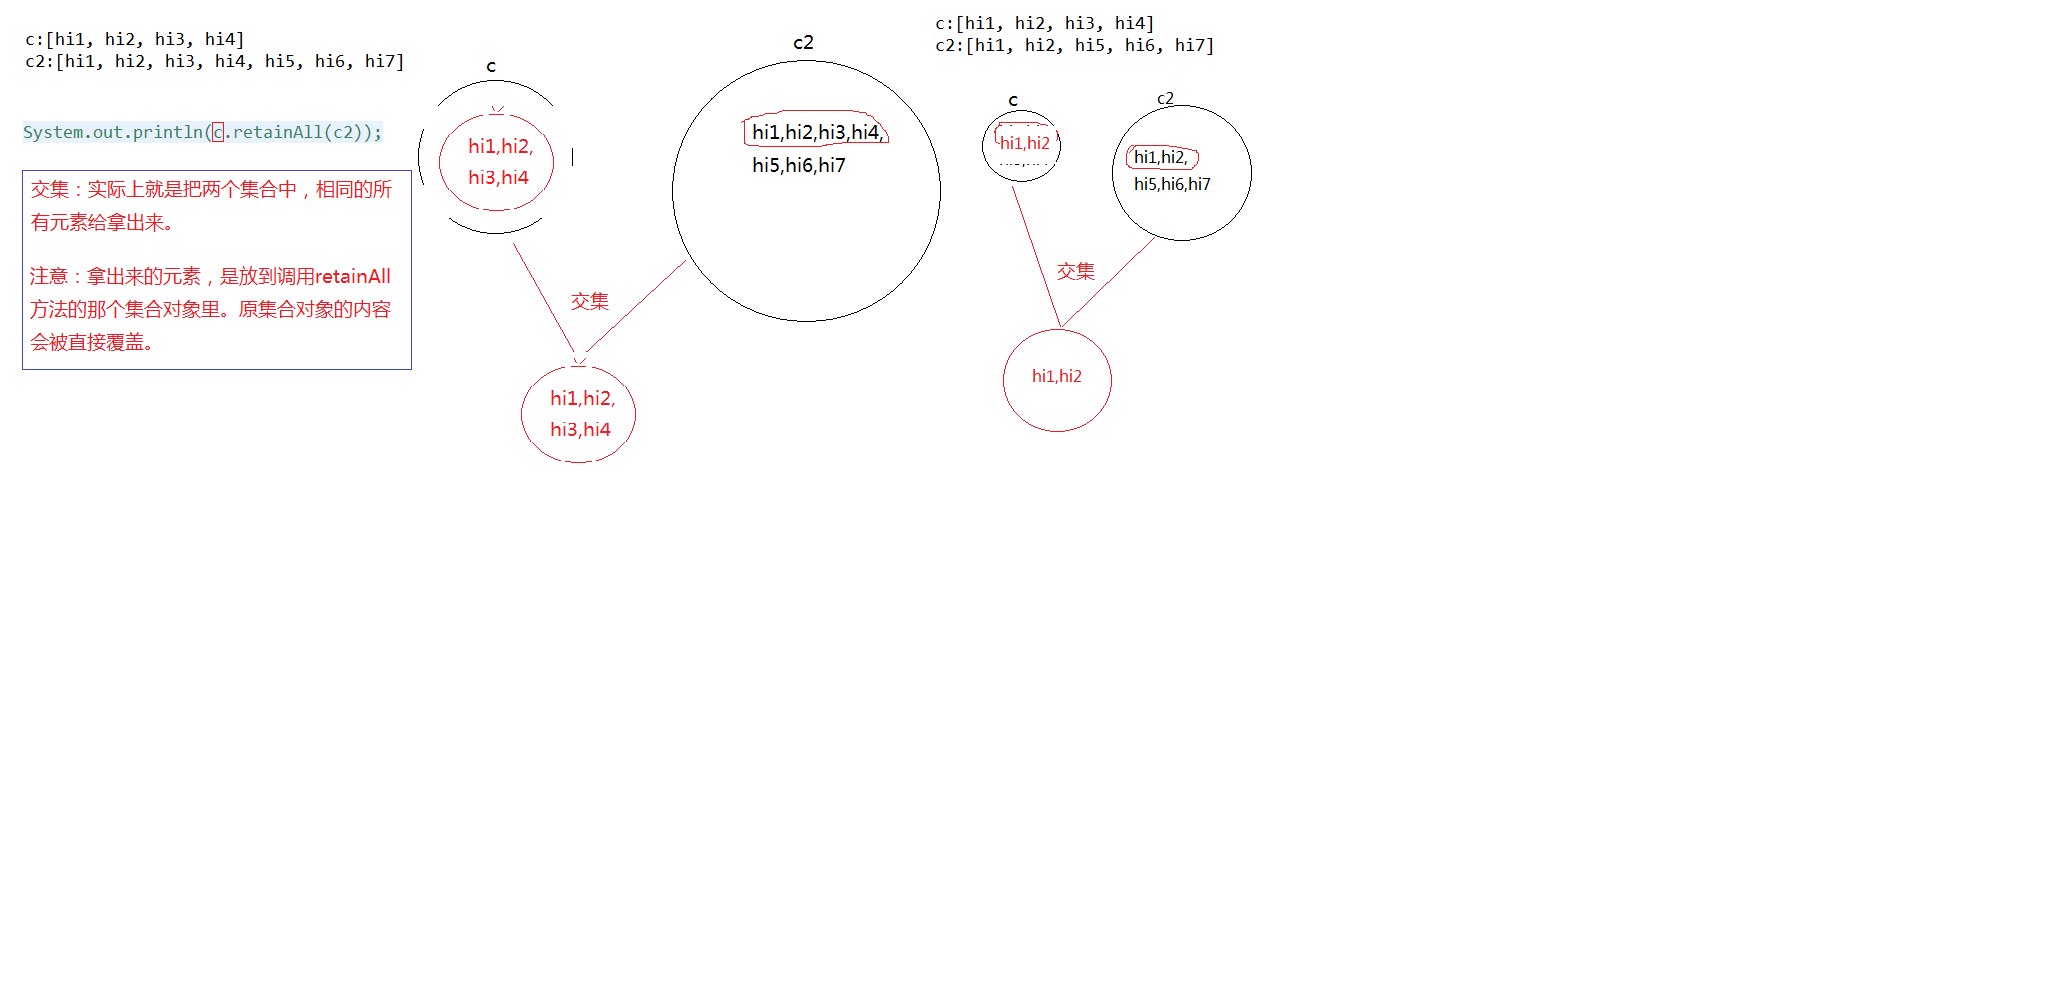 c:[hi1, hi2, hi3, hi4]
c2:[hi1, hi2, hi3, hi4, hi5, hi6, hi7]
System.out.println(c.retainAll(c2));
交集：实际上就是把两个集合中，相同的所
有元素给拿出来。
注意：拿出来的元素，是放到调用retainAll
方法的那个集合对象里。原集合对象的内容
会被直接覆盖。
c
hi1,hi2,
hi3,hi4
c2
hi1,hi2,hi3,hi4,
hi5,hi6,hi7
交集
hi1,hi2,
hi3,hi4
c:[hi1, hi2, hi3, hi4]
c2:[hi1, hi2, hi5, hi6, hi7]
c
hi1,hi2
c2
hi1,hi2,
hi5,hi6,hi7
交集
hi1,hi2